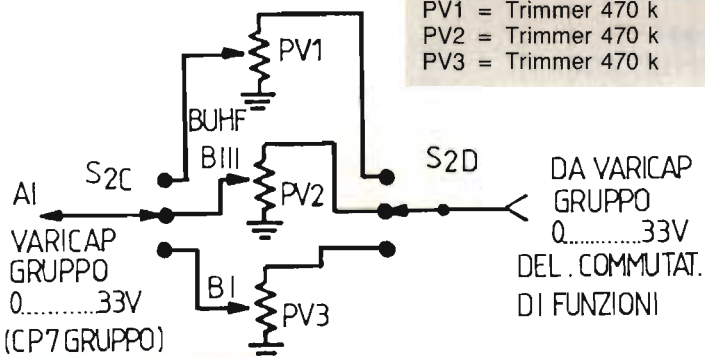 PV1 = Trimmer 470 k
PV2 = Trimmer 470 k
PV3 = Trimmer 470 k
PV1
BUHF
S2C
BIII
S2D
AI
PV2
VARICAP
GRUPPO
0............33V
(CP7 GRUPPO)
BI
PV3
DA VARICAP
GRUPPO
0............33V
DEL. COMMUTAT.
DI FUNZIONI